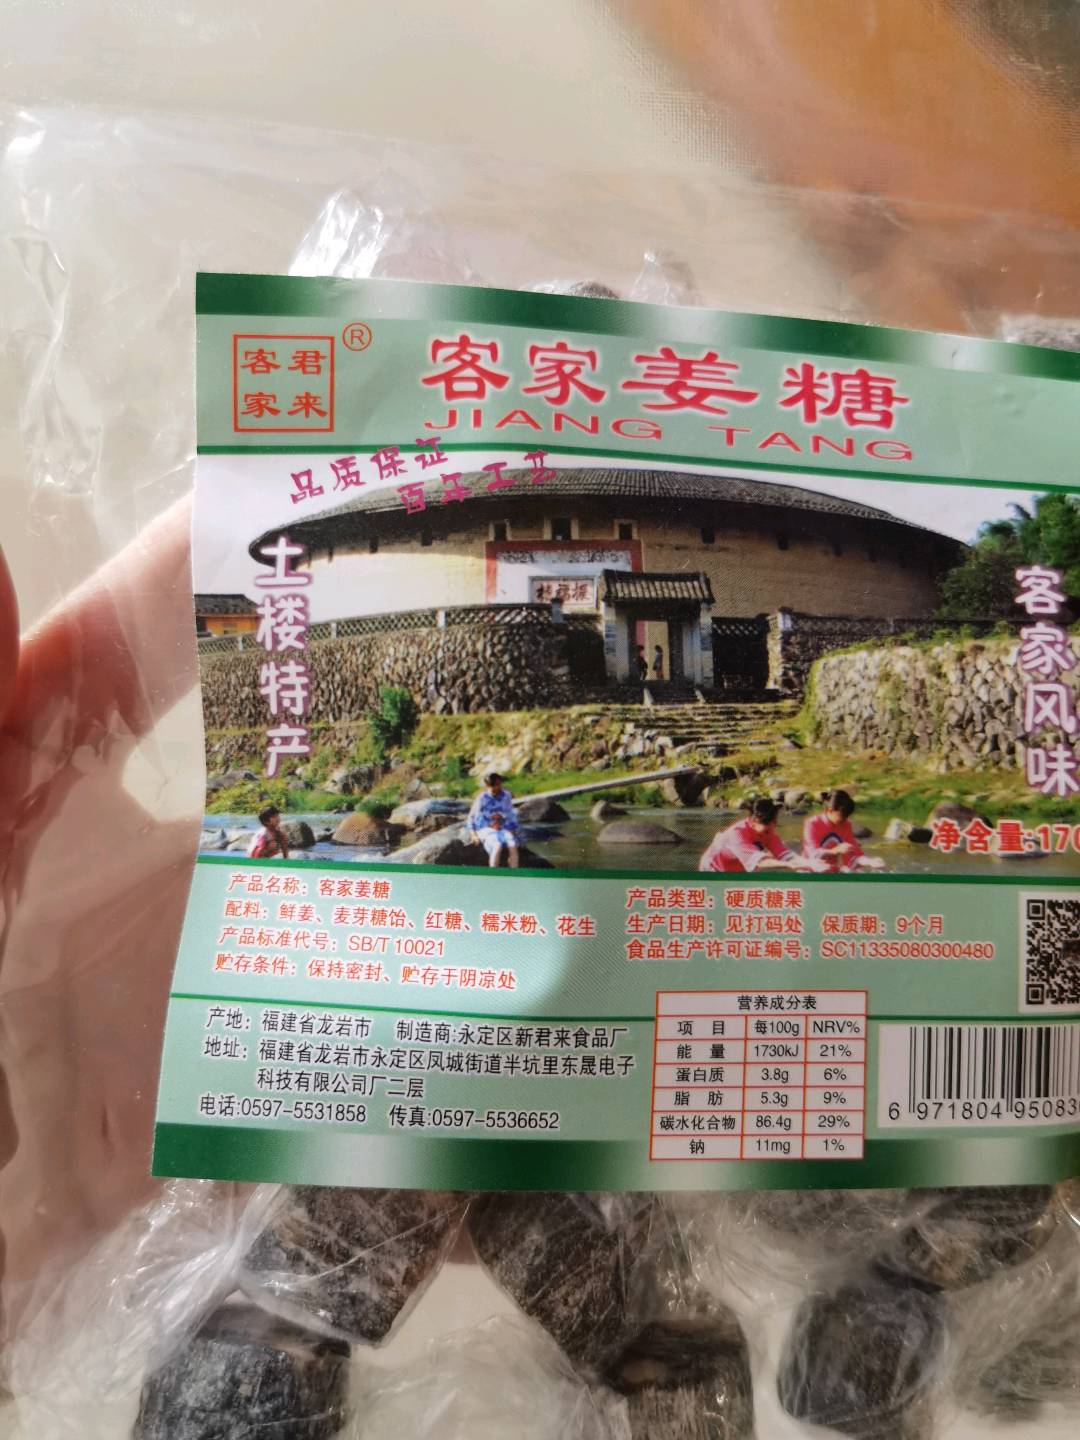 客君
家来
®
客家姜糖
JIANG TANG
品质保证
百年工艺
土楼特产
客家风味
振福楼
净含量:170
产品名称：客家姜糖
配料：鲜姜、麦芽糖饴、红糖、糯米粉、花生
产品标准代号：SB/T 10021
贮存条件：保持密封、贮存于阴凉处
产品类型：硬质糖果
生产日期：见打码处 保质期：9个月
食品生产许可证编号：SC11335080300480
产地：福建省龙岩市 制造商:永定区新君来食品厂
地址：福建省龙岩市永定区凤城街道半坑里东晟电子
科技有限公司厂二层
电话:0597-5531858 传真:0597-5536652
营养成分表
项 目 每100g NRV%
能 量 1730kJ 21%
蛋白质 3.8g 6%
脂 肪 5.3g 9%
碳水化合物 86.4g 29%
钠 11mg 1%
6 971804 95083